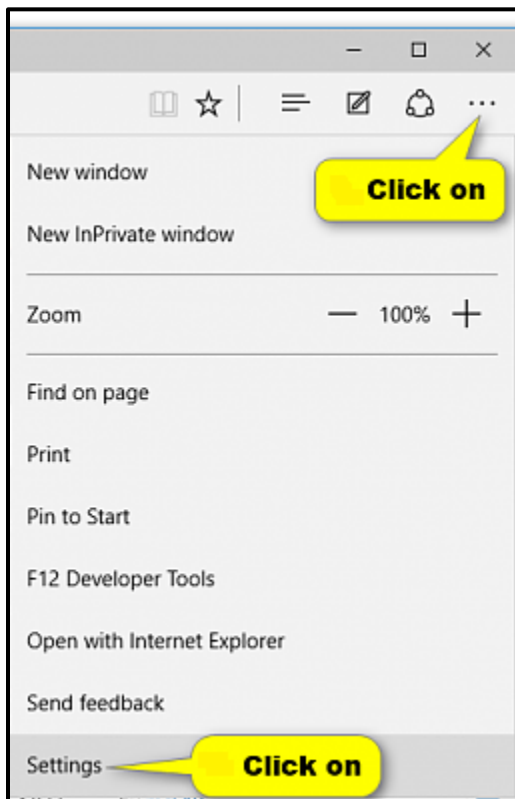 Click on
New window
New InPrivate window
Zoom 100%
Find on page
Print
Pin to Start
F12 Developer Tools
Open with Internet Explorer
Send feedback
Settings Click on